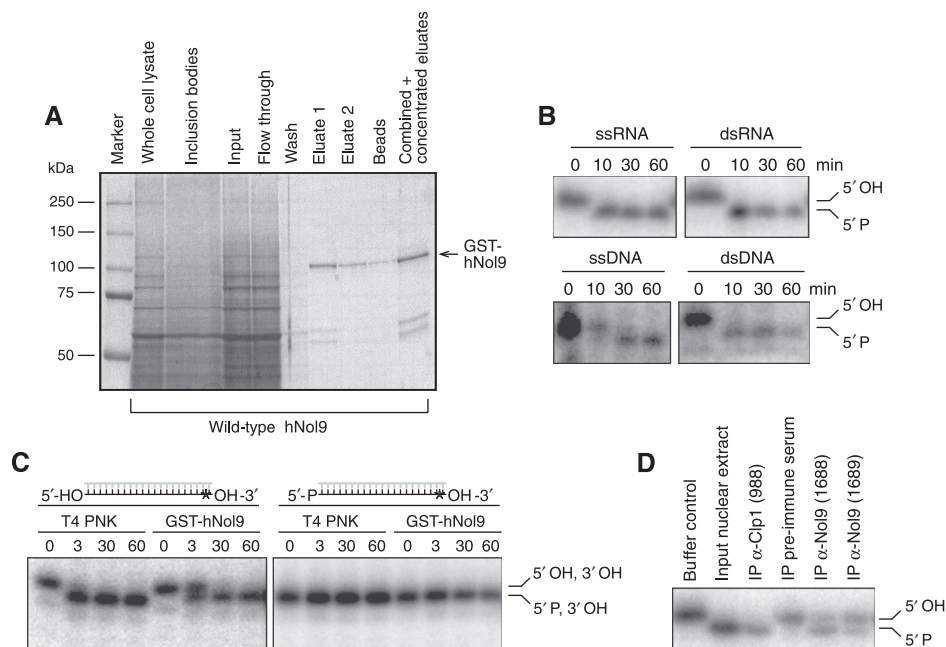 A
kDa
Marker
Whole cell lysate
Inclusion bodies
Input
Flow through
Wash
Eluate 1
Eluate 2
Beads
Combined +
concentrated eluates
250
150
100
75
50
GST-
hNol9
Wild-type hNol9
B
ssRNA dsRNA
0 10 30 60 0 10 30 60 min
5′ OH
5′ P
ssDNA dsDNA
0 10 30 60 0 10 30 60 min
5′ OH
5′ P
C
5′-HO OH-3′ 5′-P OH-3′
T4 PNK GST-hNol9 T4 PNK GST-hNol9
0 3 30 60 0 3 30 60 0 3 30 60 0 3 30 60
5′ OH, 3′ OH
5′ P, 3′ OH
D
Buffer control
Input nuclear extract
IP α-Clp1 (988)
IP pre-immune serum
IP α-Nol9 (1688)
IP α-Nol9 (1689)
5′ OH
5′ P